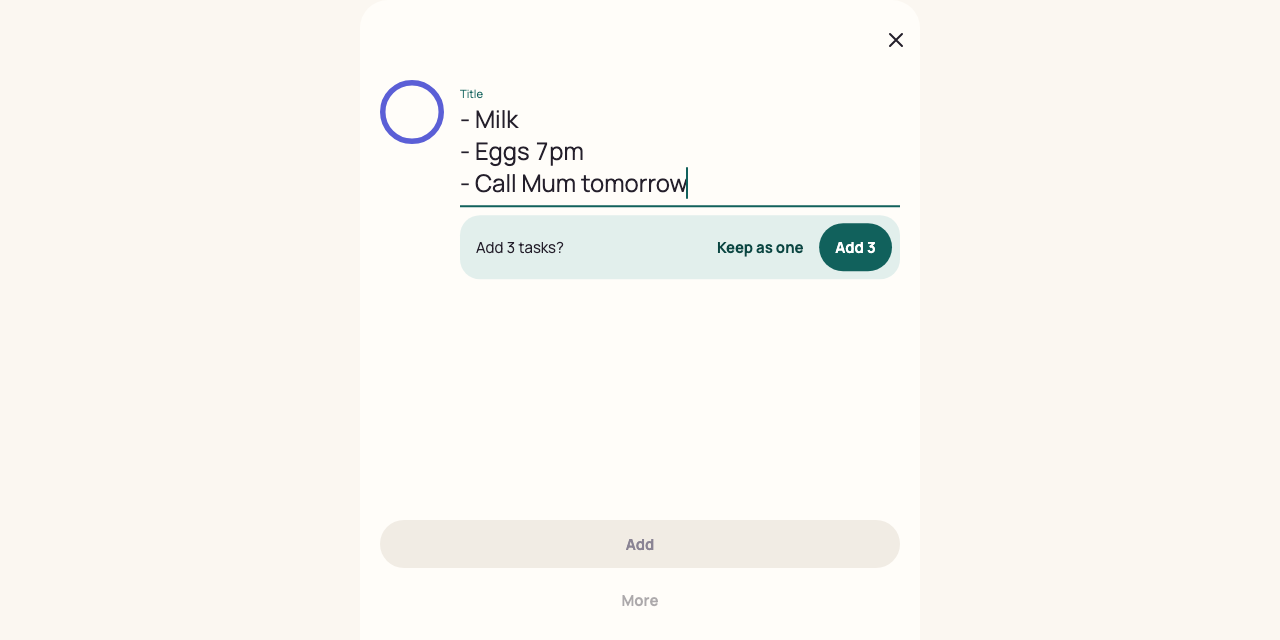 Title
- Milk
- Eggs 7pm
- Call Mum tomorrow
Add 3 tasks?
Keep as one
Add 3
Add
More